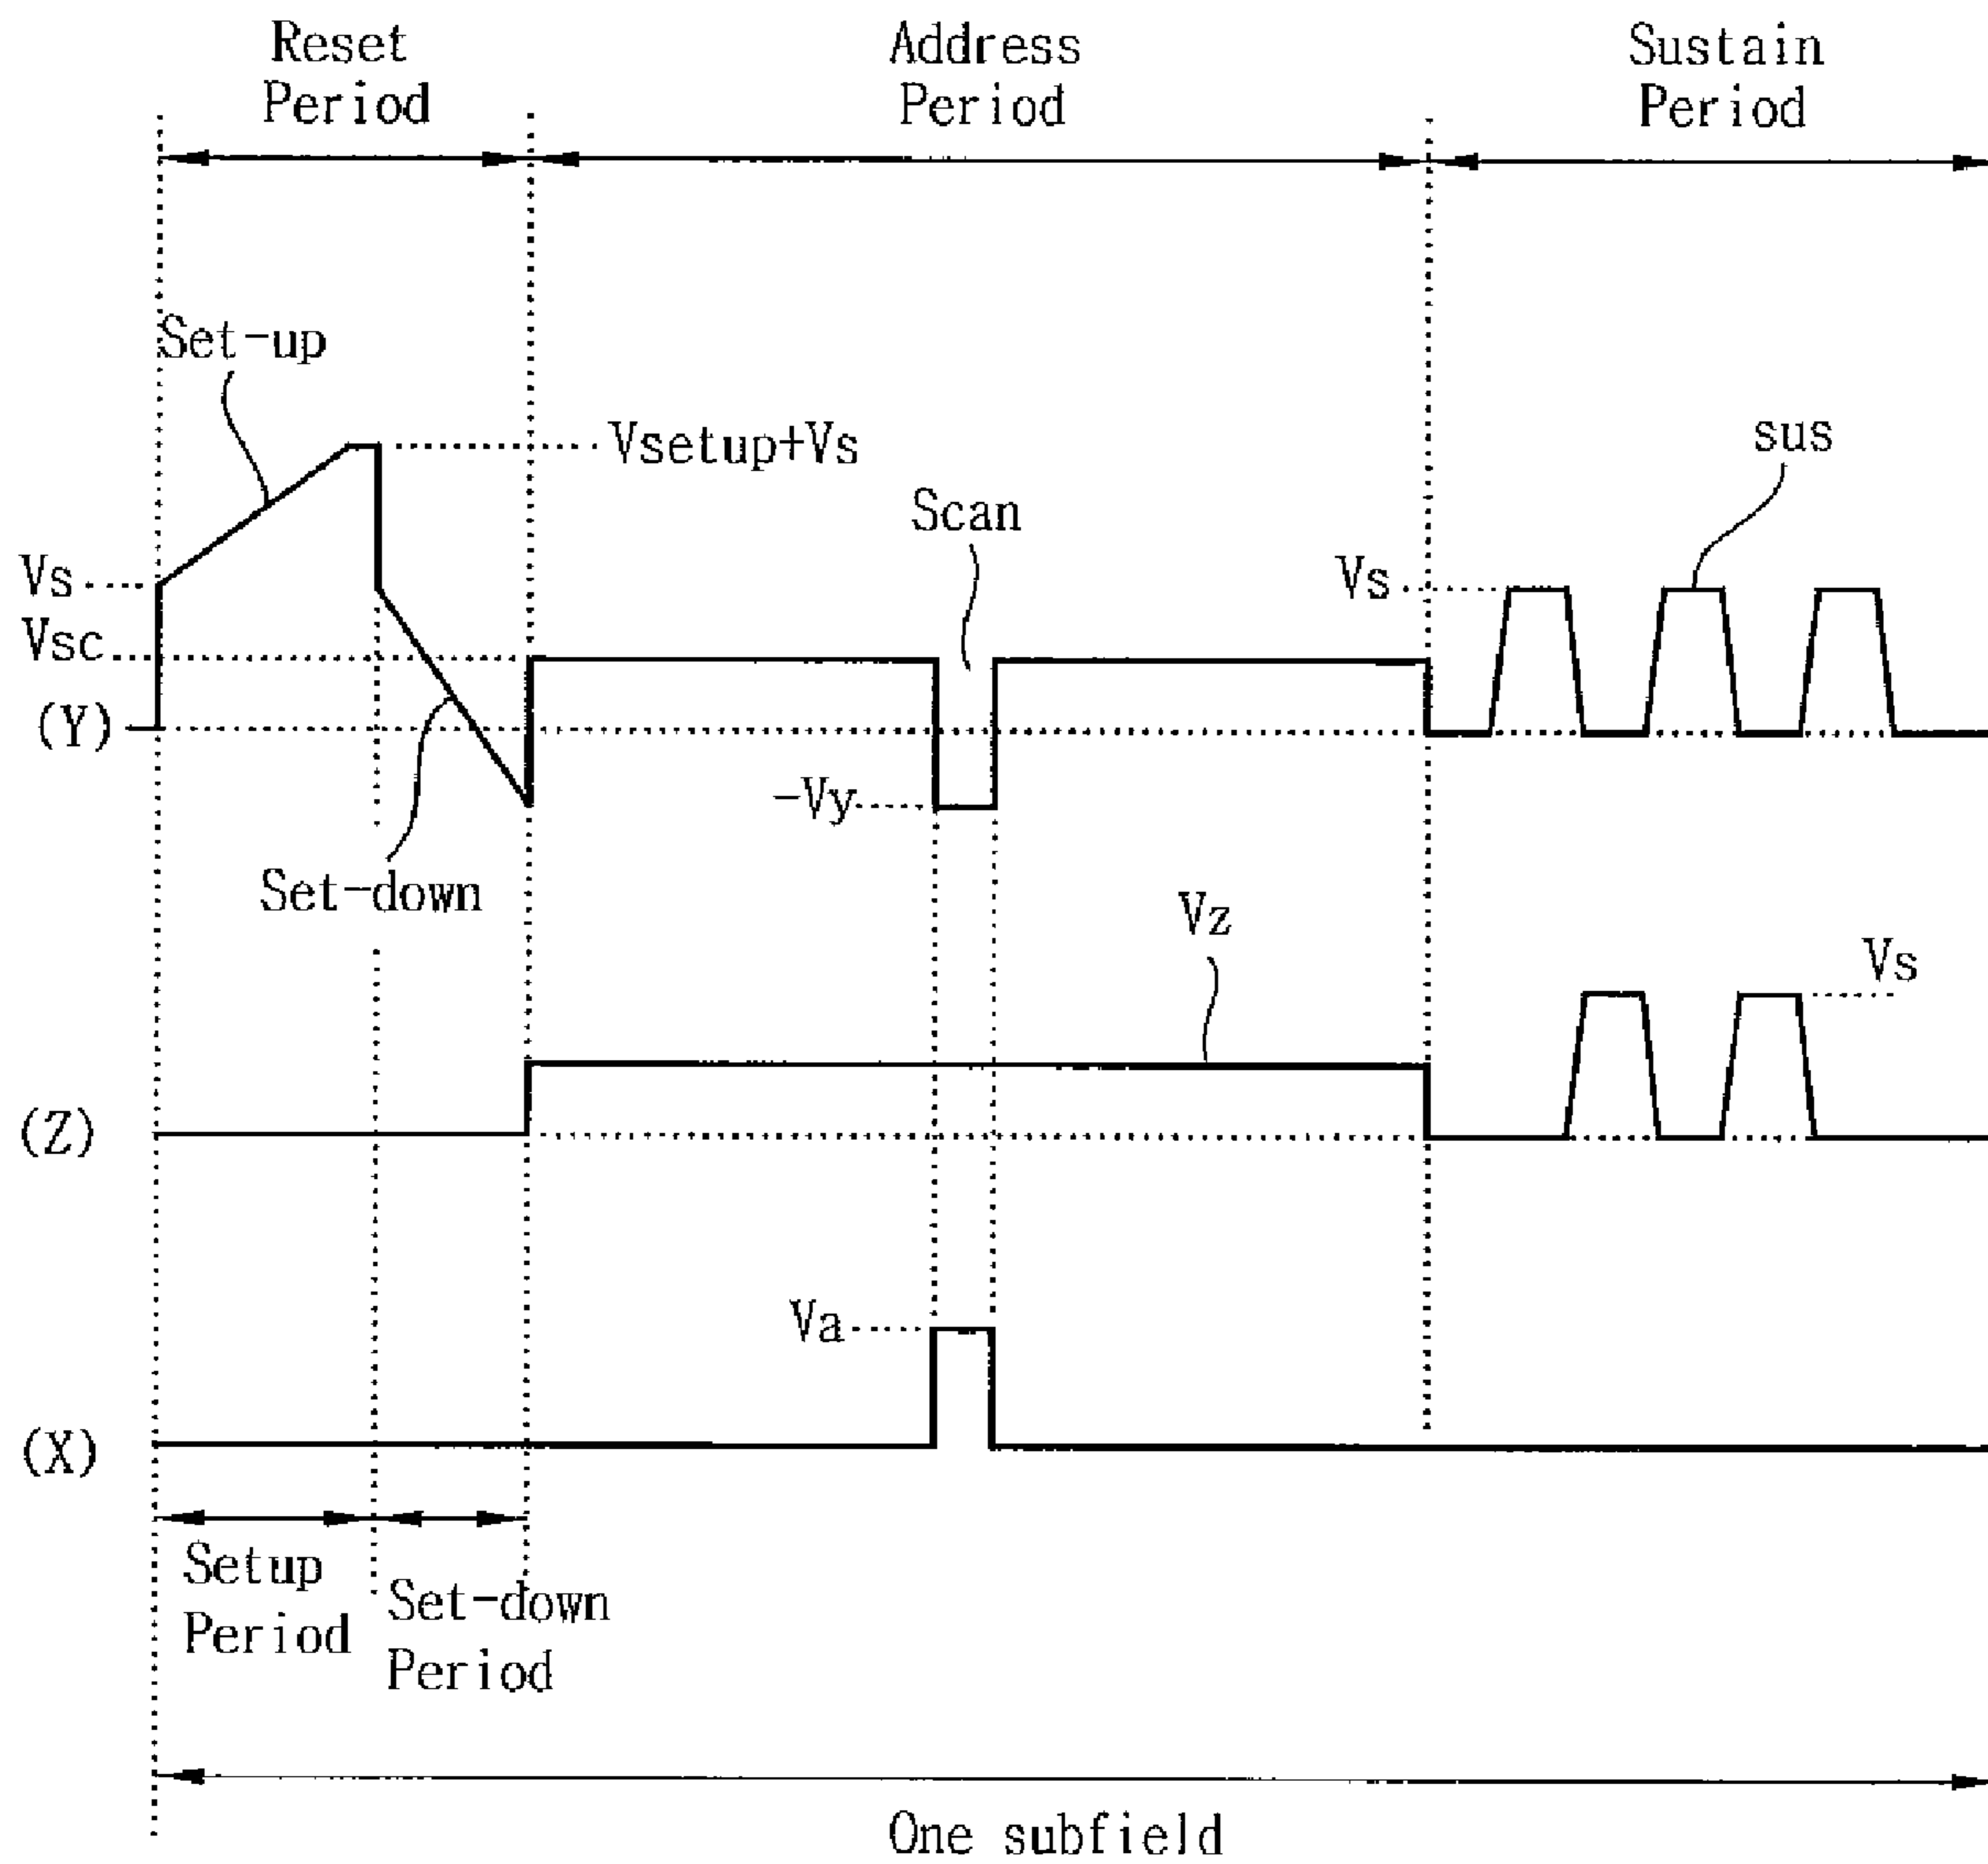 Reset
Period
Address
Period
Sustain
Period
Set-up
Vsetup+Vs
sus
Scan
Vs
Vs
Vsc
(Y)
-Vy
Set-down
Vz
Vs
(Z)
Va
(X)
Setup
Period
Set-down
Period
One subfield